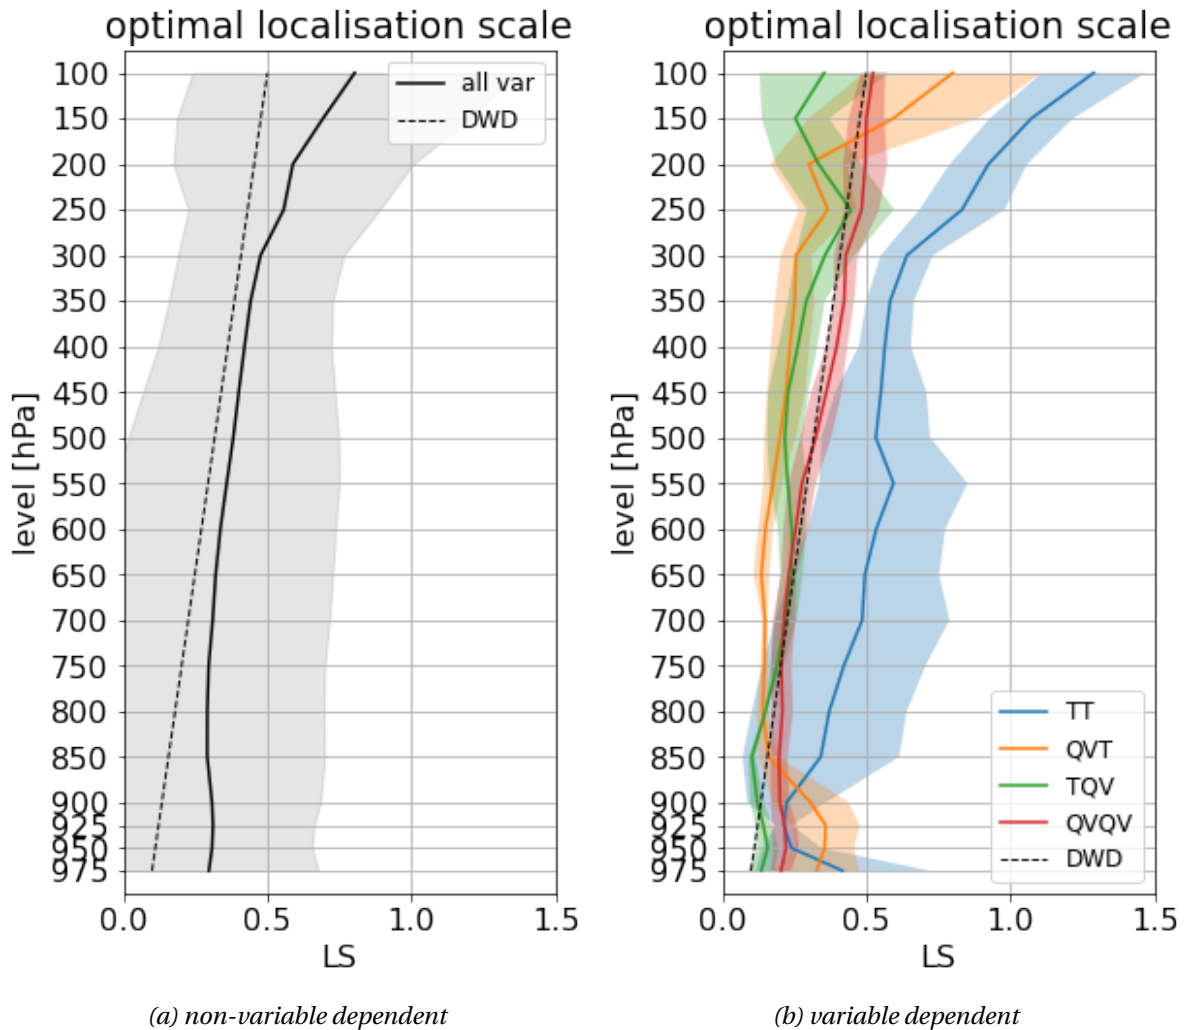 optimal localisation scale
100
150
200
250
300
350
400
450
500
550
600
650
700
750
800
850
900
925
950
975
level [hPa]
0.0 0.5 1.0 1.5
LS
all var
DWD
(a) non-variable dependent
optimal localisation scale
100
150
200
250
300
350
400
450
500
550
600
650
700
750
800
850
900
925
950
975
level [hPa]
0.0 0.5 1.0 1.5
LS
TT
QVT
TQV
QVQV
DWD
(b) variable dependent